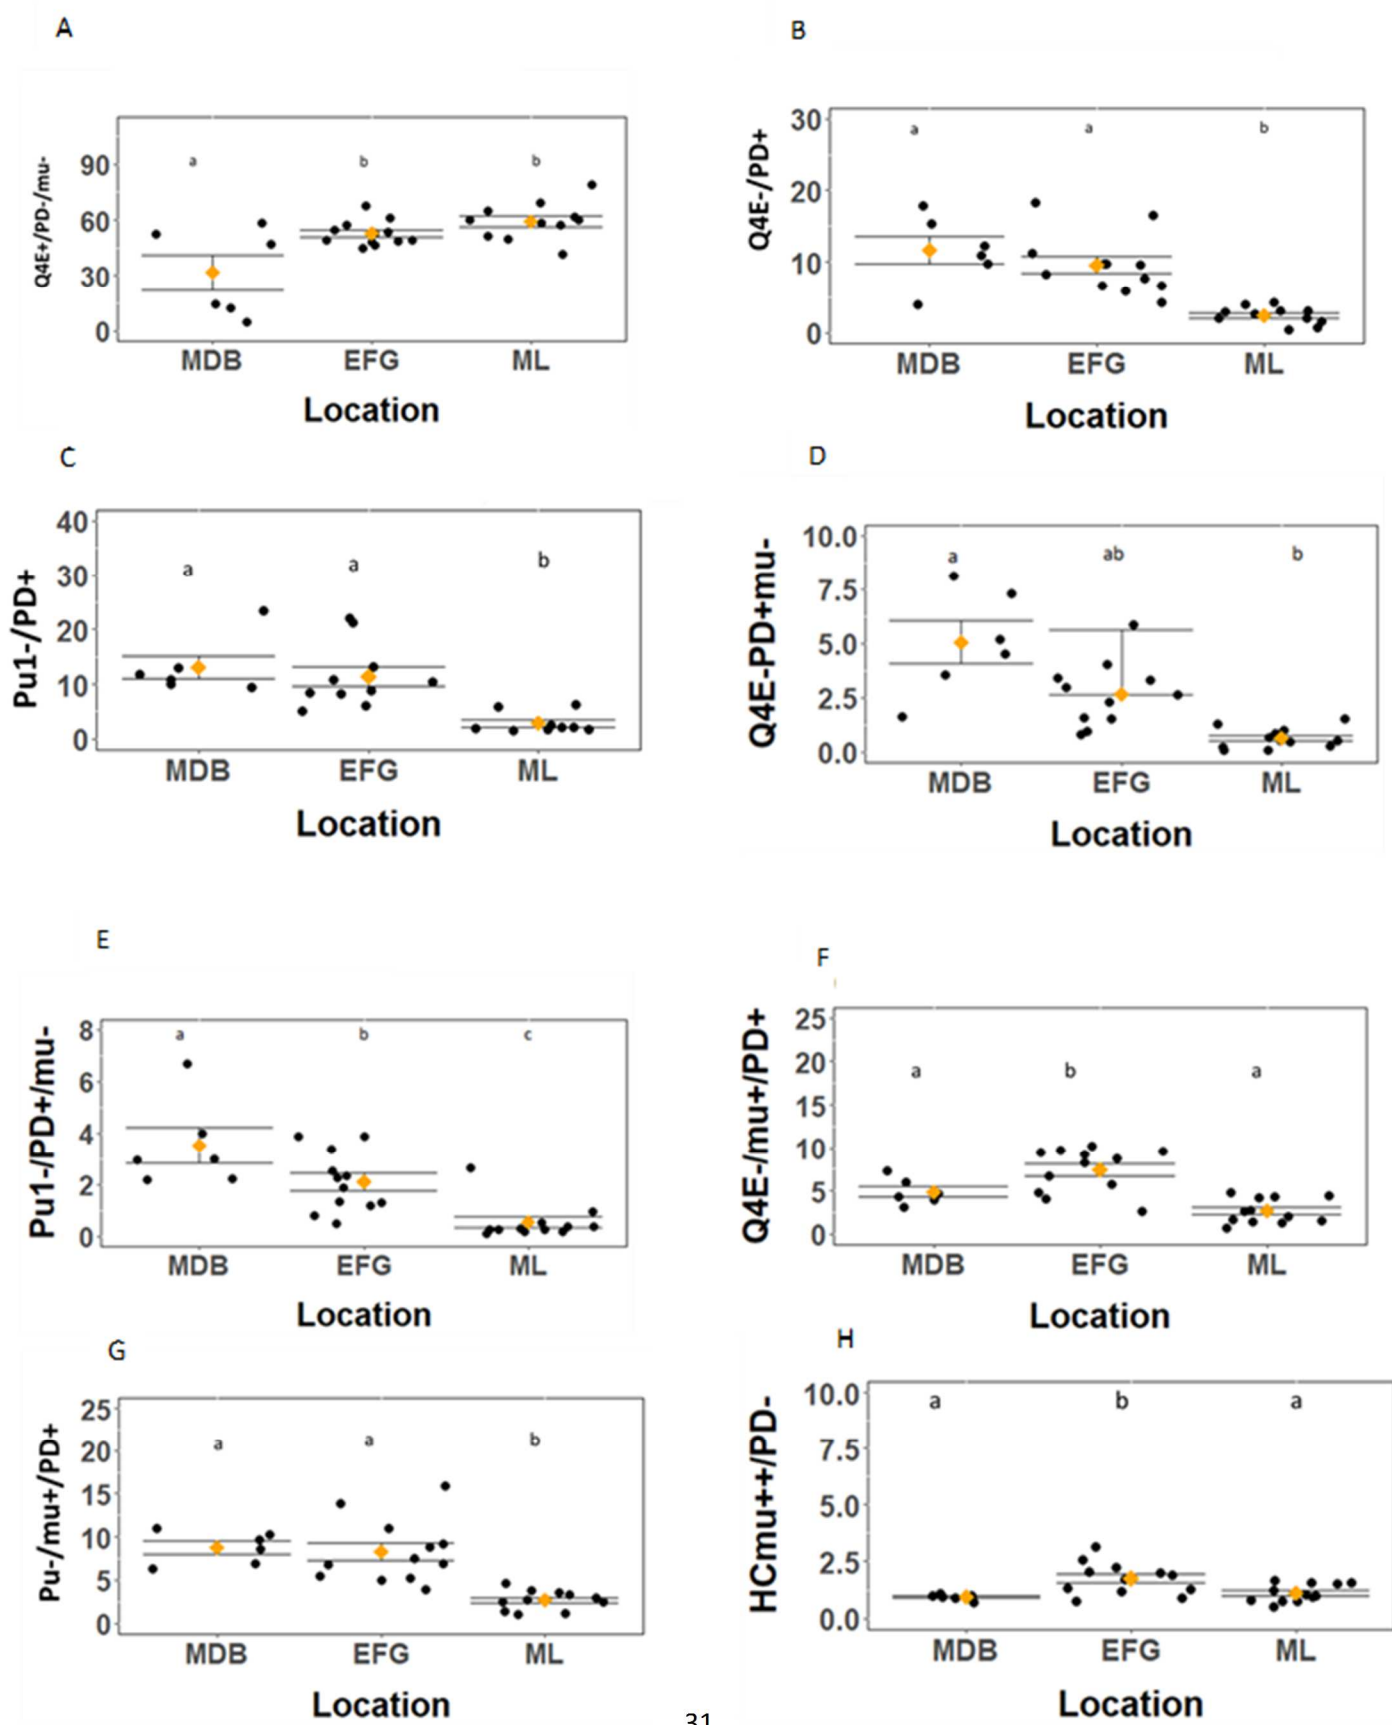 A
B
Q4E+/PD-/mu-
90
60
30
0
a
b
b
MDB
EFG
ML
Location
Q4E-/PD+
30
20
10
0
a
a
b
MDB
EFG
ML
Location
C
D
Pu1-/PD+
40
30
20
10
0
a
a
b
MDB
EFG
ML
Location
Q4E-PD+mu-
10.0
7.5
5.0
2.5
0.0
a
ab
b
MDB
EFG
ML
Location
E
F
Pu1-/PD+/mu-
8
6
4
2
0
a
b
c
MDB
EFG
ML
Location
Q4E-/mu+/PD+
25
20
15
10
5
0
a
b
a
MDB
EFG
ML
Location
G
H
Pu-/mu+/PD+
25
20
15
10
5
0
a
a
b
MDB
EFG
ML
Location
HCmu++/PD-
10.0
7.5
5.0
2.5
0.0
a
b
a
MDB
EFG
ML
Location
31